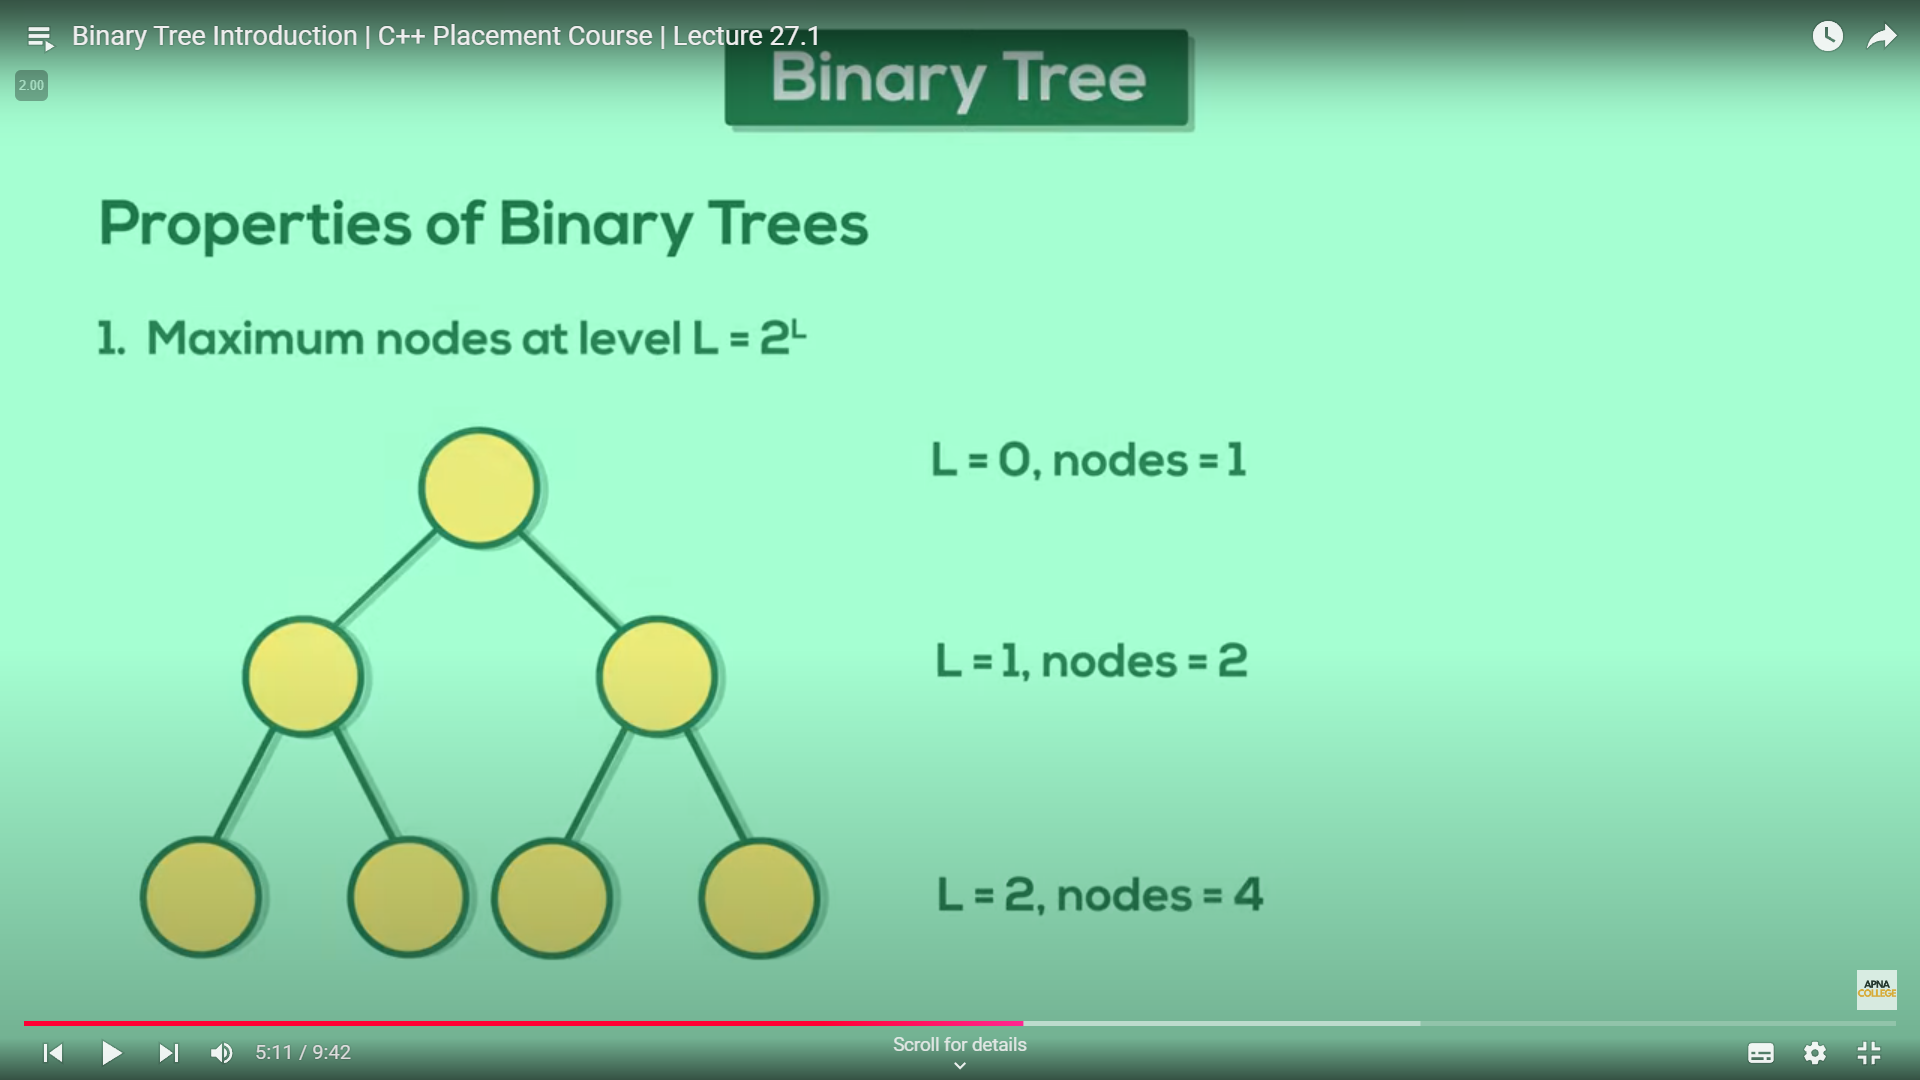 Binary Tree Introduction | C++ Placement Course | Lecture 27.1
2.00
Binary Tree
Properties of Binary Trees
1. Maximum nodes at level L = 2ᴸ
L = 0, nodes = 1
L = 1, nodes = 2
L = 2, nodes = 4
APNA
COLLEGE
5:11 / 9:42
Scroll for details